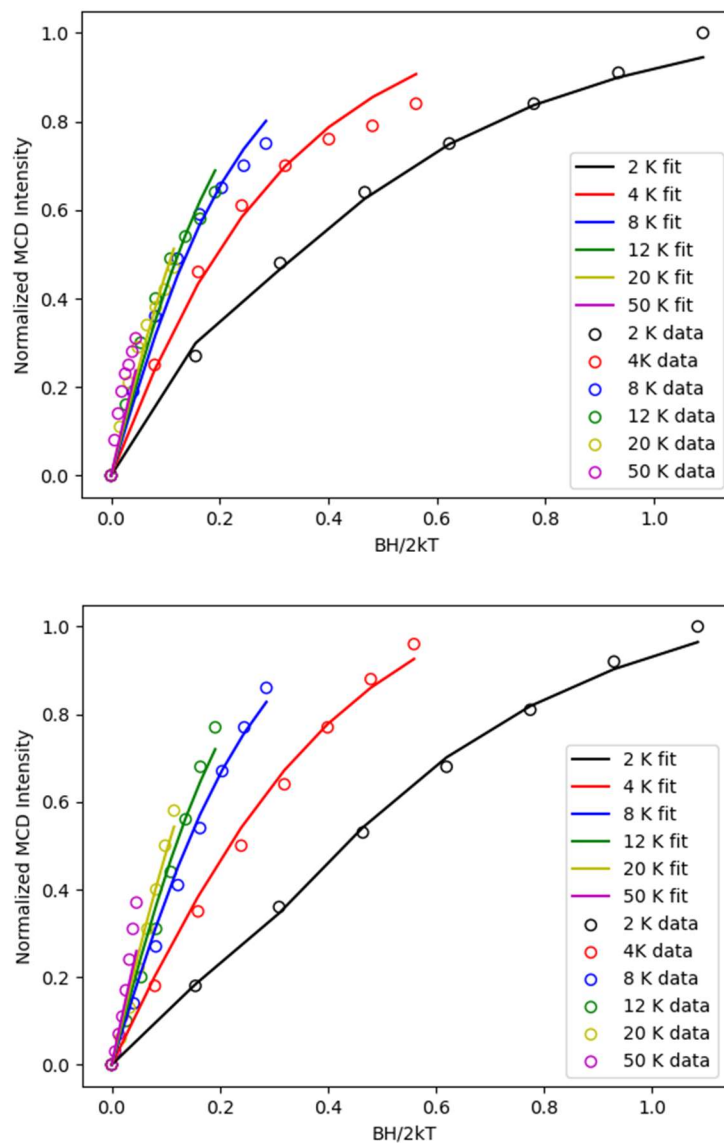 1.0
0.8
0.6
0.4
0.2
0.0
Normalized MCD Intensity
2 K fit
4 K fit
8 K fit
12 K fit
20 K fit
50 K fit
2 K data
4K data
8 K data
12 K data
20 K data
50 K data
0.0 0.2 0.4 0.6 0.8 1.0
BH/2kT
1.0
0.8
0.6
0.4
0.2
0.0
Normalized MCD Intensity
2 K fit
4 K fit
8 K fit
12 K fit
20 K fit
50 K fit
2 K data
4K data
8 K data
12 K data
20 K data
50 K data
0.0 0.2 0.4 0.6 0.8 1.0
BH/2kT